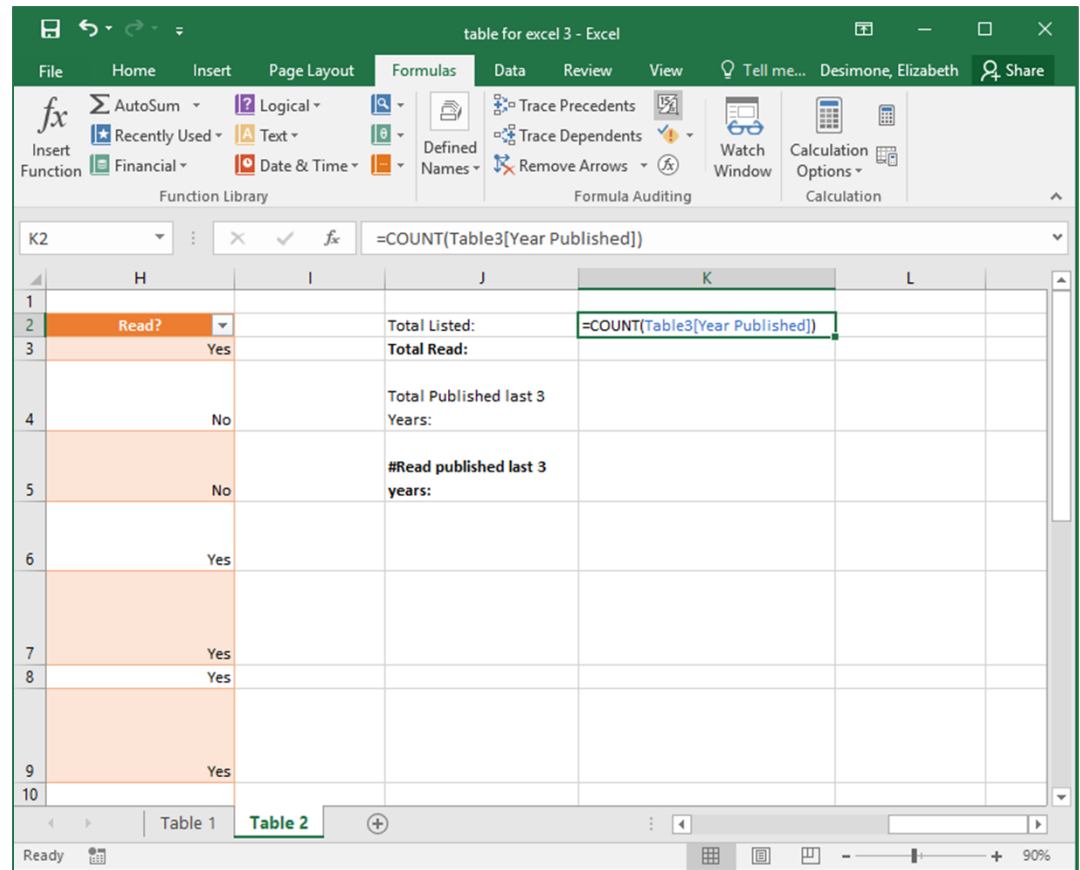 table for excel 3 - Excel
File Home Insert Page Layout Formulas Data Review View Tell me... Desimone, Elizabeth Share
fx
Insert
Function
AutoSum
Recently Used
Financial
Logical
Text
Date & Time
Function Library
Defined
Names
Trace Precedents
Trace Dependents
Remove Arrows
Formula Auditing
Watch
Window
Calculation
Options
Calculation
K2 fx =COUNT(Table3[Year Published])
H I J K L
1
2 Read? Total Listed: =COUNT(Table3[Year Published])
3 Yes Total Read:
Total Published last 3
4 No Years:
#Read published last 3
5 No years:
6 Yes
7 Yes
8 Yes
9 Yes
10
Table 1 Table 2
Ready 90%